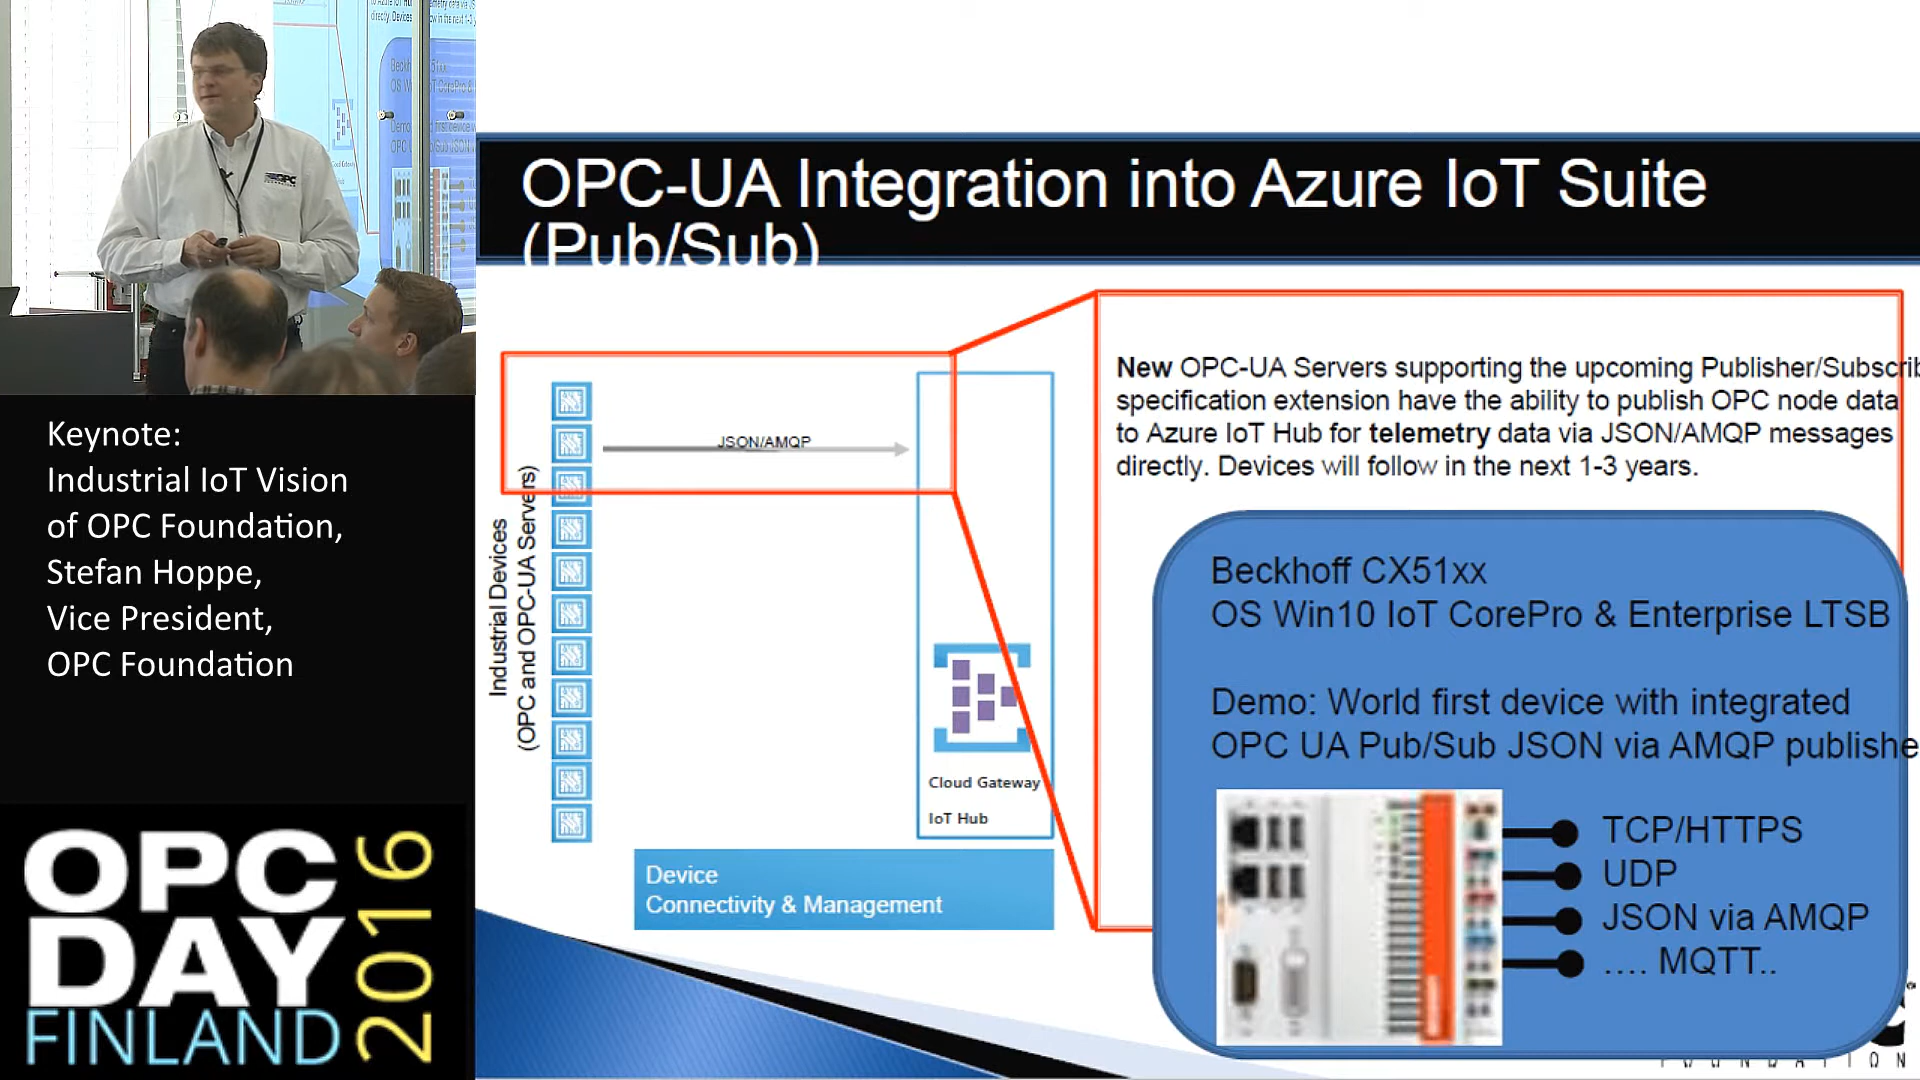 OPC-UA Integration into Azure IoT Suite
(Pub/Sub)
Keynote:
Industrial IoT Vision
of OPC Foundation,
Stefan Hoppe,
Vice President,
OPC Foundation
OPC
DAY
FINLAND
2016
Industrial Devices
(OPC and OPC-UA Servers)
JSON/AMQP
Cloud Gateway
IoT Hub
Device
Connectivity & Management
New OPC-UA Servers supporting the upcoming Publisher/Subscrib
specification extension have the ability to publish OPC node data
to Azure IoT Hub for telemetry data via JSON/AMQP messages
directly. Devices will follow in the next 1-3 years.
Beckhoff CX51xx
OS Win10 IoT CorePro & Enterprise LTSB
Demo: World first device with integrated
OPC UA Pub/Sub JSON via AMQP publishe
TCP/HTTPS
UDP
JSON via AMQP
.... MQTT..
FOUNDATION
OPC